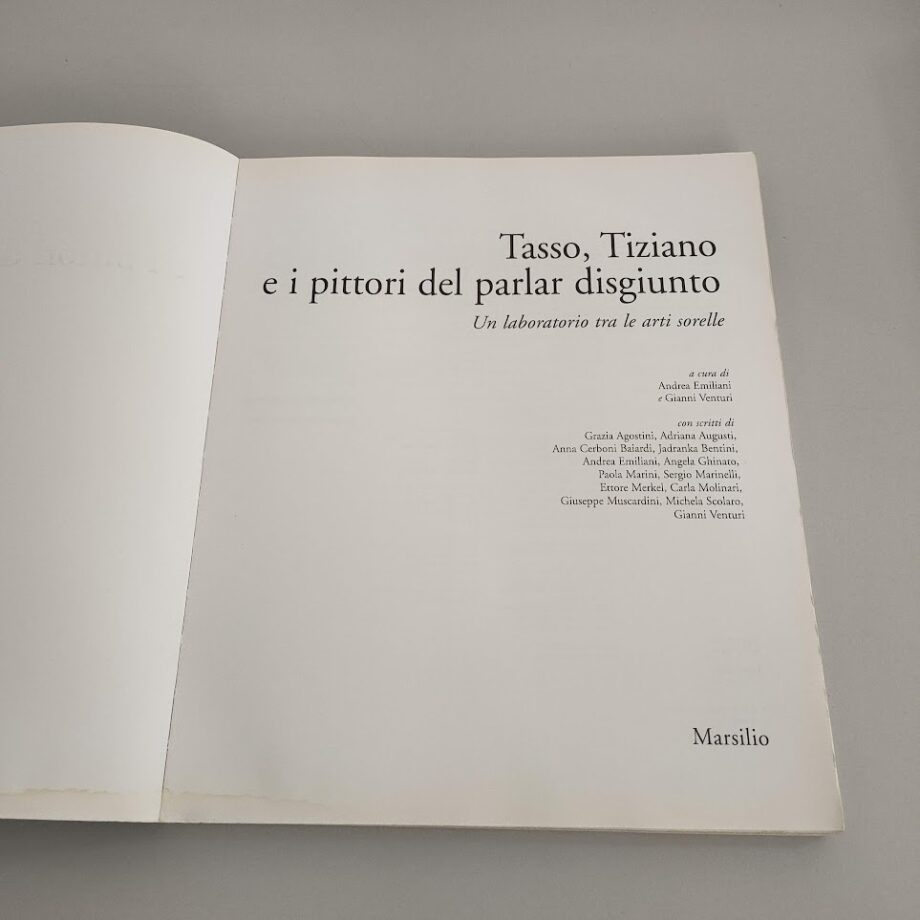 Tasso, Tiziano
e i pittori del parlar disgiunto
Un laboratorio tra le arti sorelle
a cura di
Andrea Emiliani
e Gianni Venturi
con scritti di
Grazia Agostini, Adriana Augusti,
Anna Cerboni Baiardi, Jadranka Bentini,
Andrea Emiliani, Angela Ghinato,
Paola Marini, Sergio Marinelli,
Ettore Merkel, Carla Molinari,
Giuseppe Muscardini, Michela Scolaro,
Gianni Venturi
Marsilio